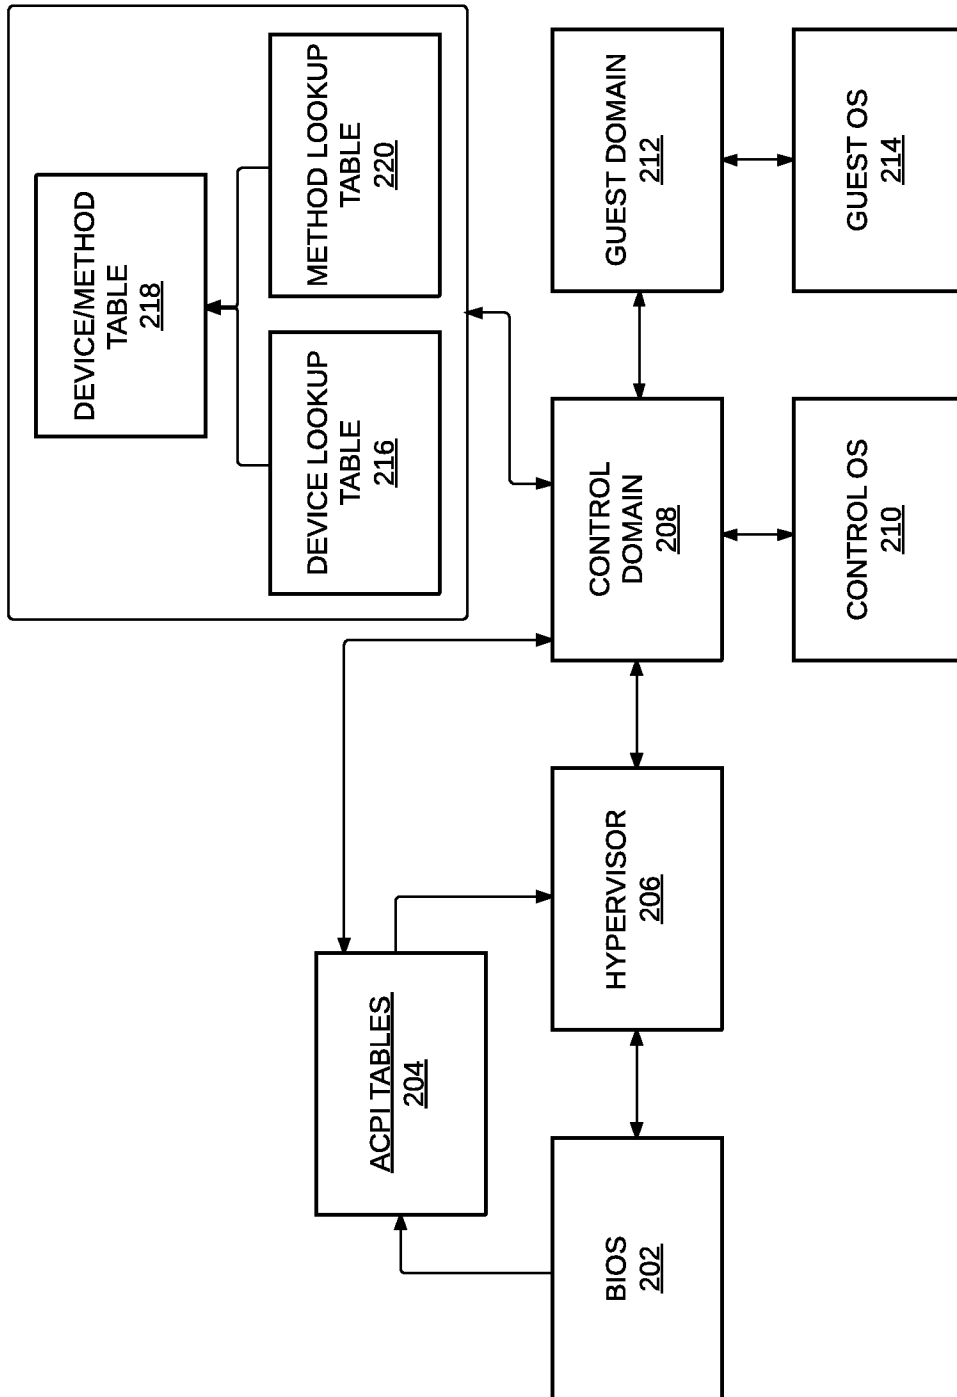 DEVICE/METHOD
TABLE
218
DEVICE LOOKUP
TABLE
216
METHOD LOOKUP
TABLE
220
ACPI TABLES
204
BIOS
202
HYPERVISOR
206
CONTROL
DOMAIN
208
GUEST DOMAIN
212
CONTROL OS
210
GUEST OS
214